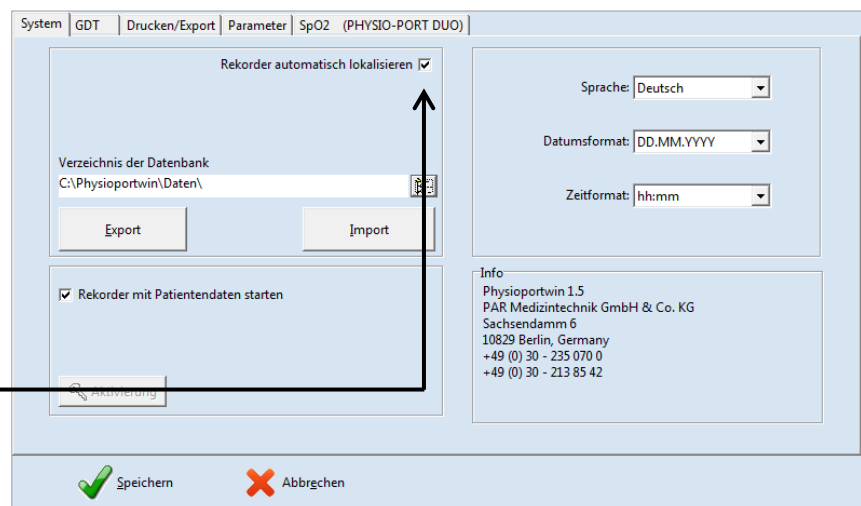 System GDT Drucken/Export Parameter SpO2 (PHYSIO-PORT DUO)
Rekorder automatisch lokalisieren
Verzeichnis der Datenbank
C:\Physioportwin\Daten\
Export Import
Rekorder mit Patientendaten starten
Aktivierung
Sprache: Deutsch
Datumsformat: DD.MM.YYYY
Zeitformat: hh:mm
Info
Physioportwin 1.5
PAR Medizintechnik GmbH & Co. KG
Sachsendamm 6
10829 Berlin, Germany
+49 (0) 30 - 235 070 0
+49 (0) 30 - 213 85 42
Speichern Abbrechen